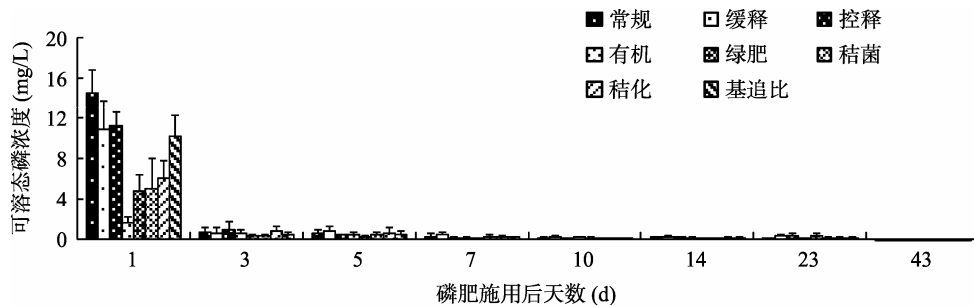 常规 缓释 控释
有机 绿肥 秸菌
秸化 基追比
可溶态磷浓度 (mg/L)
20
16
12
8
4
0
1 3 5 7 10 14 23 43
磷肥施用后天数 (d)